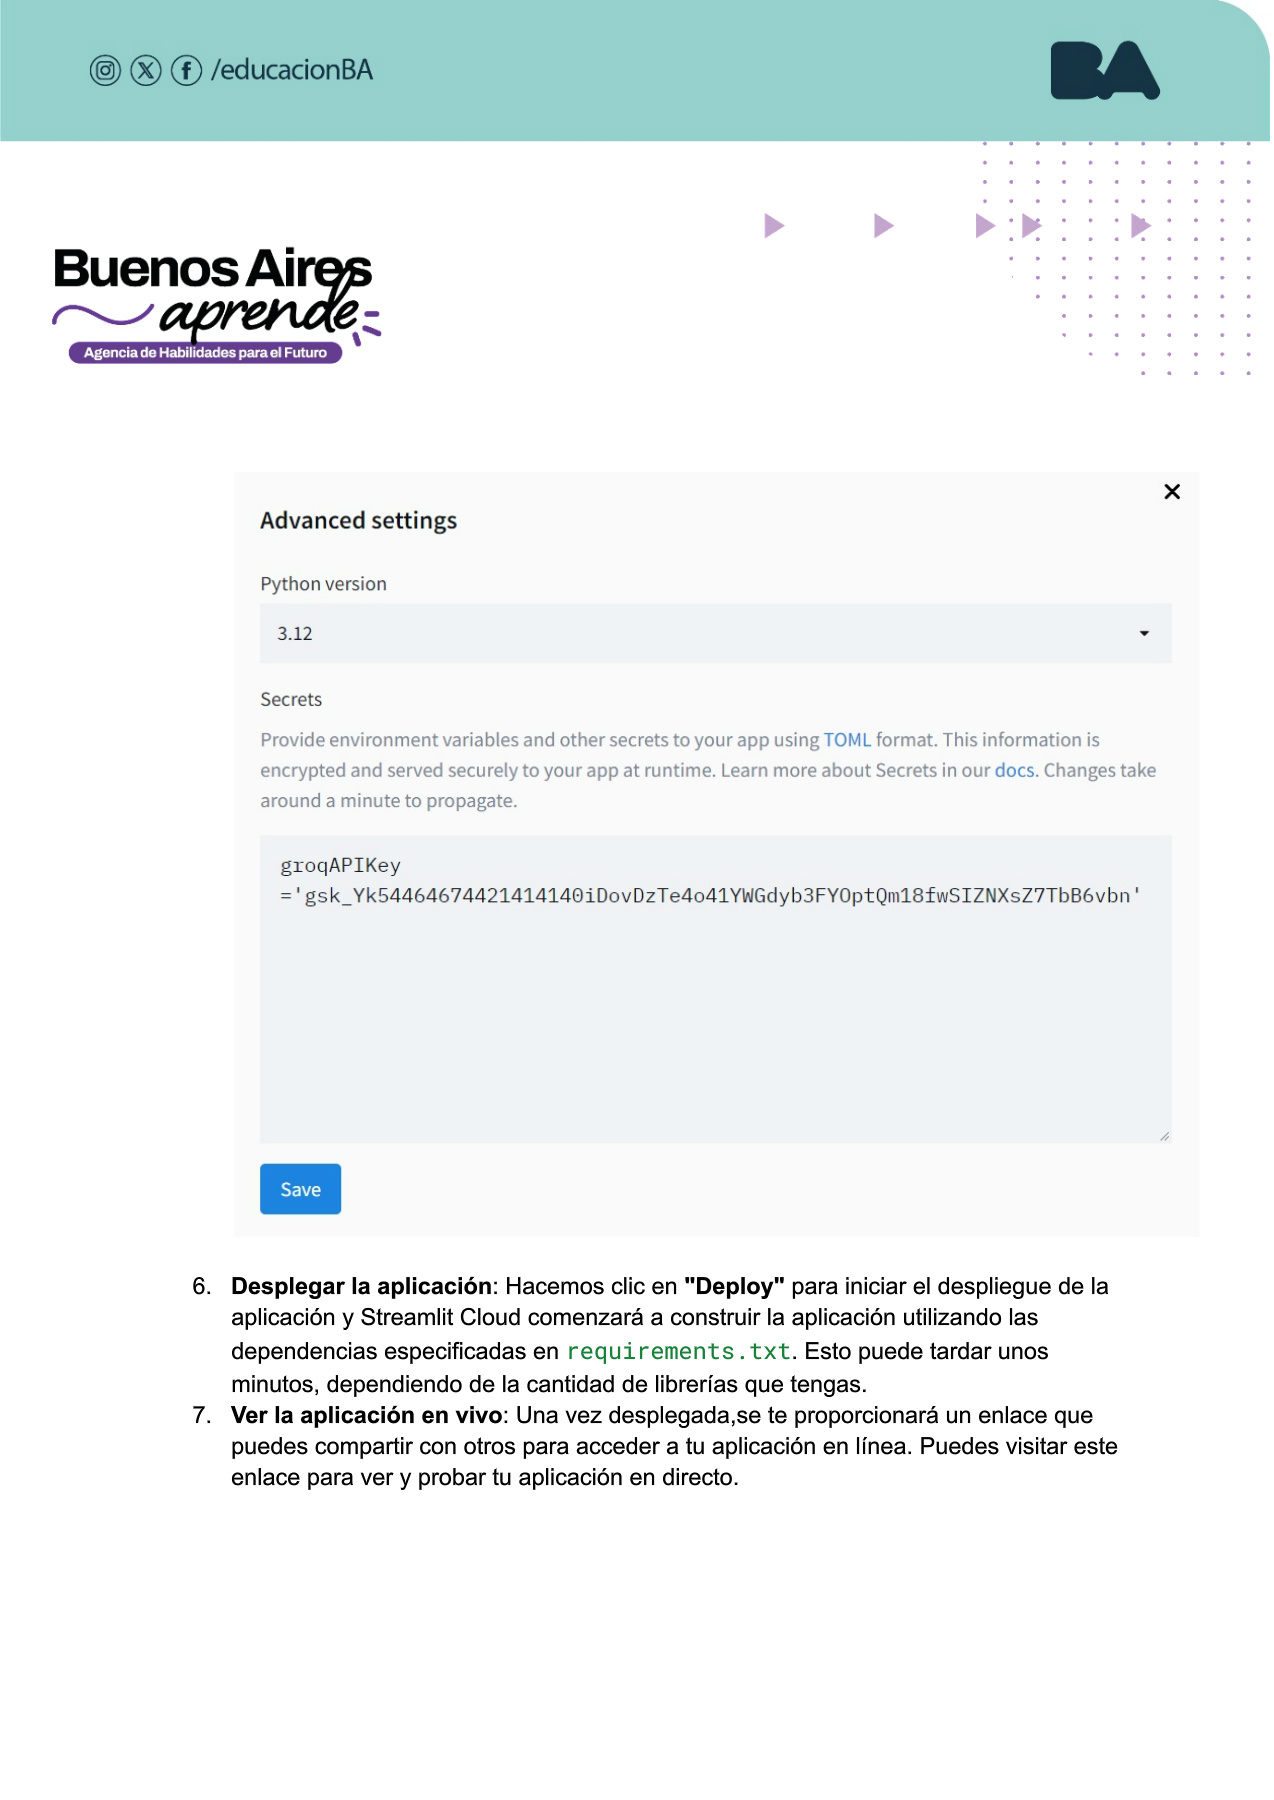 /educacionBA
BA
Buenos Aires
aprende
Agencia de Habilidades para el Futuro
Advanced settings
Python version
3.12
Secrets
Provide environment variables and other secrets to your app using TOML format. This information is
encrypted and served securely to your app at runtime. Learn more about Secrets in our docs. Changes take
around a minute to propagate.
groqAPIKey
='gsk_Yk54464674421414140iDovDzTe4o41YWGdyb3FYOptQm18fwSIZNXsZ7TbB6vbn'
Save
6. Desplegar la aplicación: Hacemos clic en "Deploy" para iniciar el despliegue de la
aplicación y Streamlit Cloud comenzará a construir la aplicación utilizando las
dependencias especificadas en requirements.txt. Esto puede tardar unos
minutos, dependiendo de la cantidad de librerías que tengas.
7. Ver la aplicación en vivo: Una vez desplegada,se te proporcionará un enlace que
puedes compartir con otros para acceder a tu aplicación en línea. Puedes visitar este
enlace para ver y probar tu aplicación en directo.